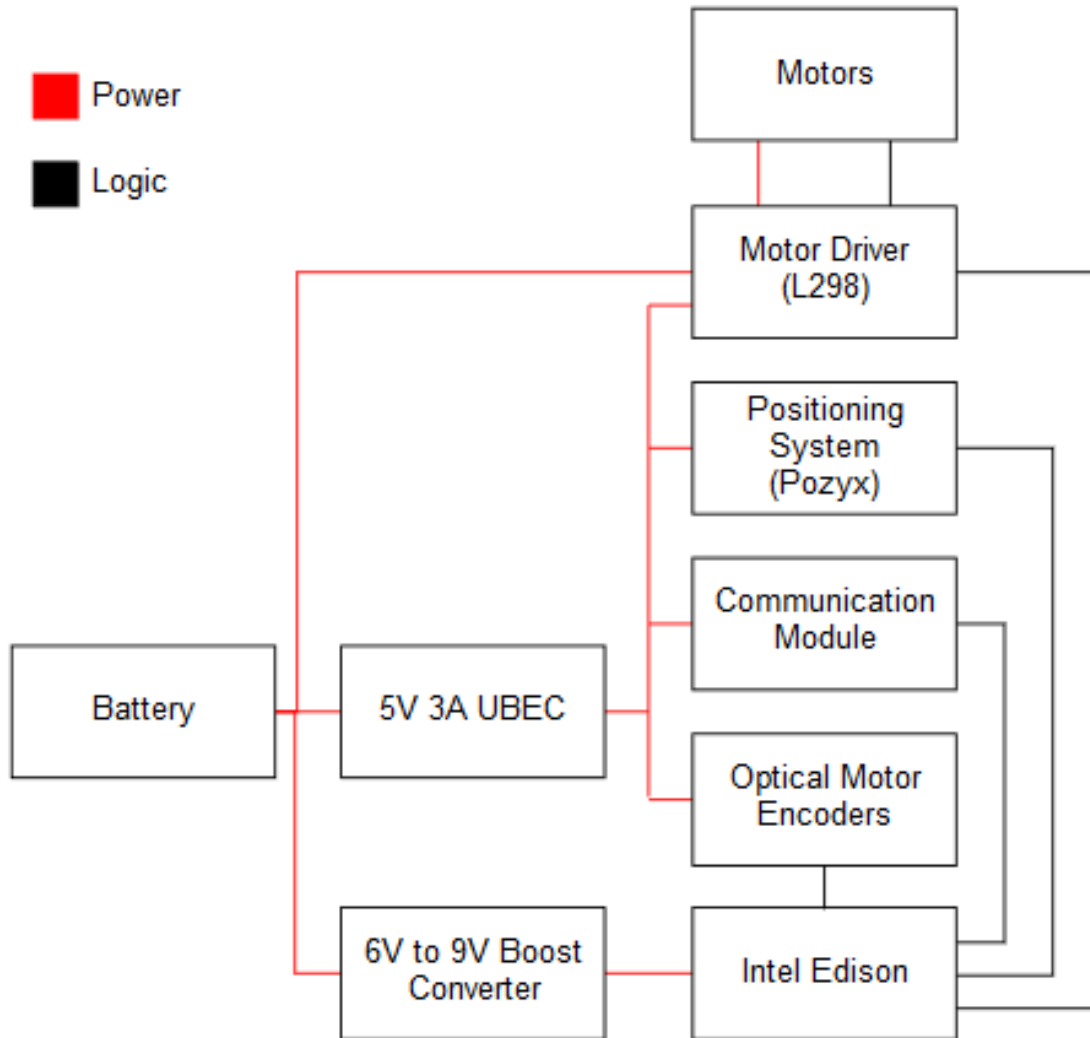 Power
Logic
Motors
Motor Driver
(L298)
Positioning
System
(Pozyx)
Communication
Module
Battery
5V 3A UBEC
Optical Motor
Encoders
6V to 9V Boost
Converter
Intel Edison